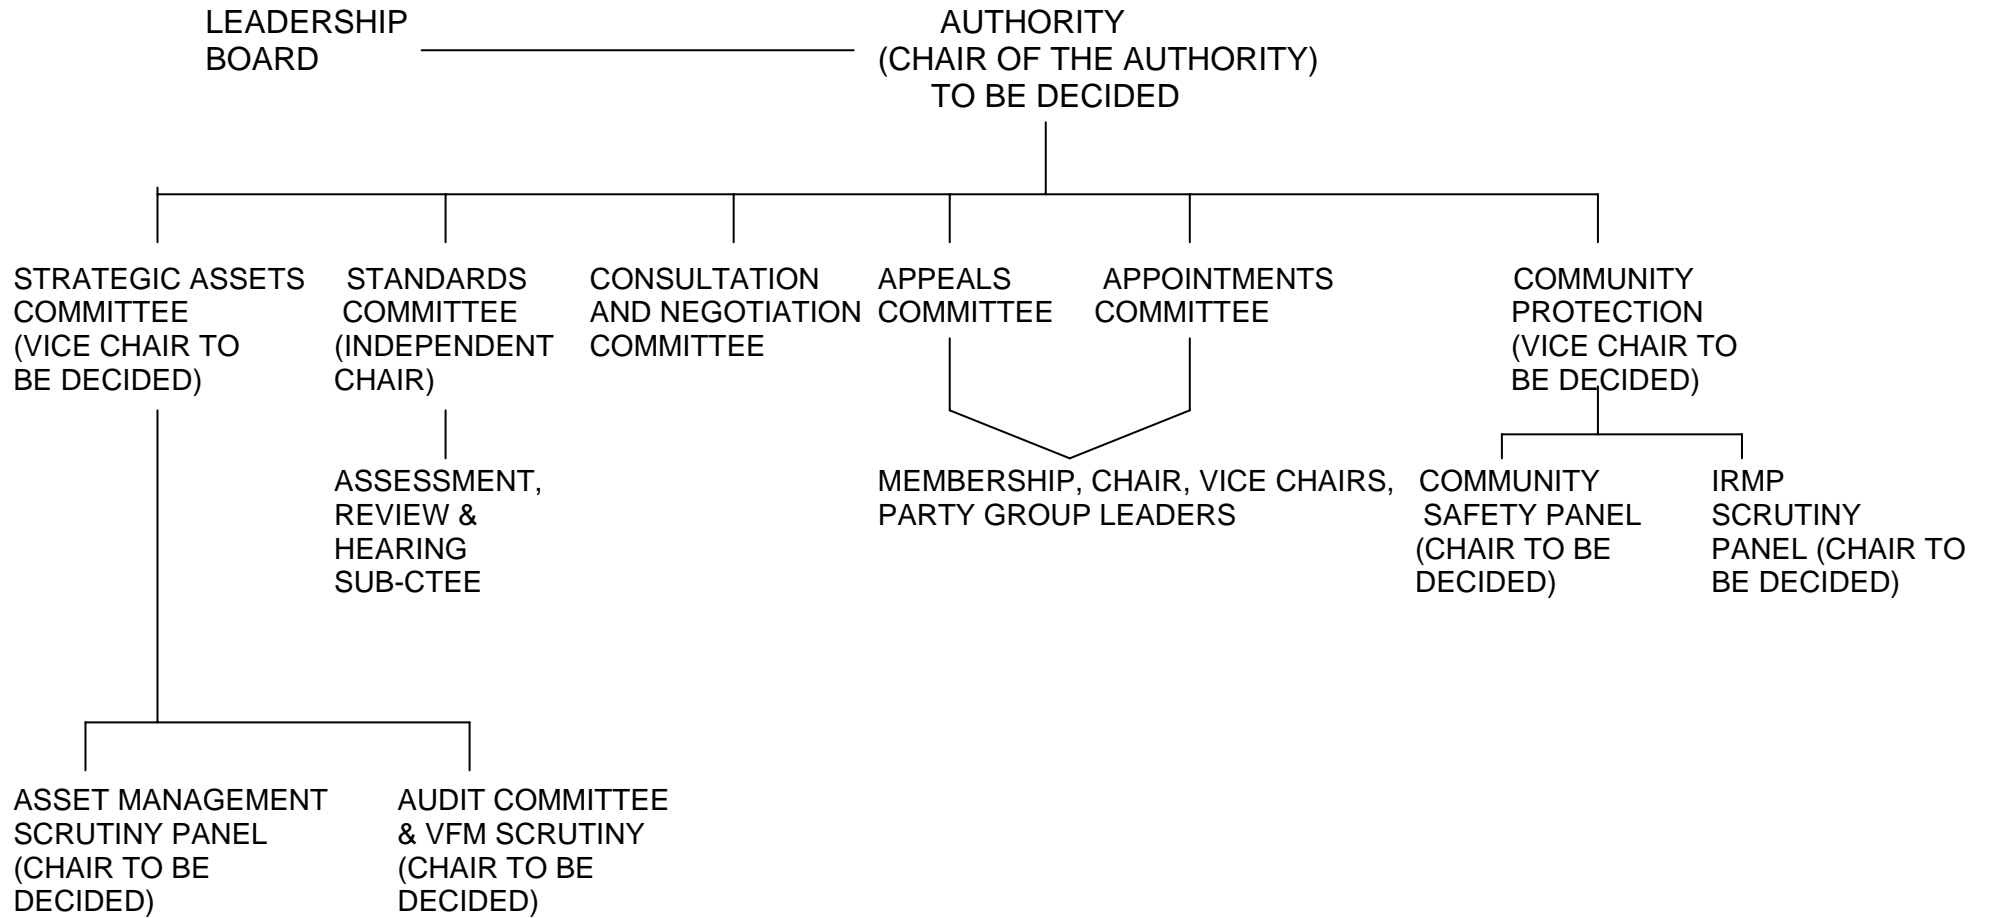 LEADERSHIP
BOARD
AUTHORITY
(CHAIR OF THE AUTHORITY)
TO BE DECIDED
STRATEGIC ASSETS
COMMITTEE
(VICE CHAIR TO
BE DECIDED)
STANDARDS
COMMITTEE
(INDEPENDENT
CHAIR)
CONSULTATION
AND NEGOTIATION
COMMITTEE
APPEALS
COMMITTEE
APPOINTMENTS
COMMITTEE
COMMUNITY
PROTECTION
(VICE CHAIR TO
BE DECIDED)
ASSESSMENT,
REVIEW &
HEARING
SUB-CTEE
MEMBERSHIP, CHAIR, VICE CHAIRS,
PARTY GROUP LEADERS
COMMUNITY
SAFETY PANEL
(CHAIR TO BE
DECIDED)
IRMP
SCRUTINY
PANEL (CHAIR TO
BE DECIDED)
ASSET MANAGEMENT
SCRUTINY PANEL
(CHAIR TO BE
DECIDED)
AUDIT COMMITTEE
& VFM SCRUTINY
(CHAIR TO BE
DECIDED)